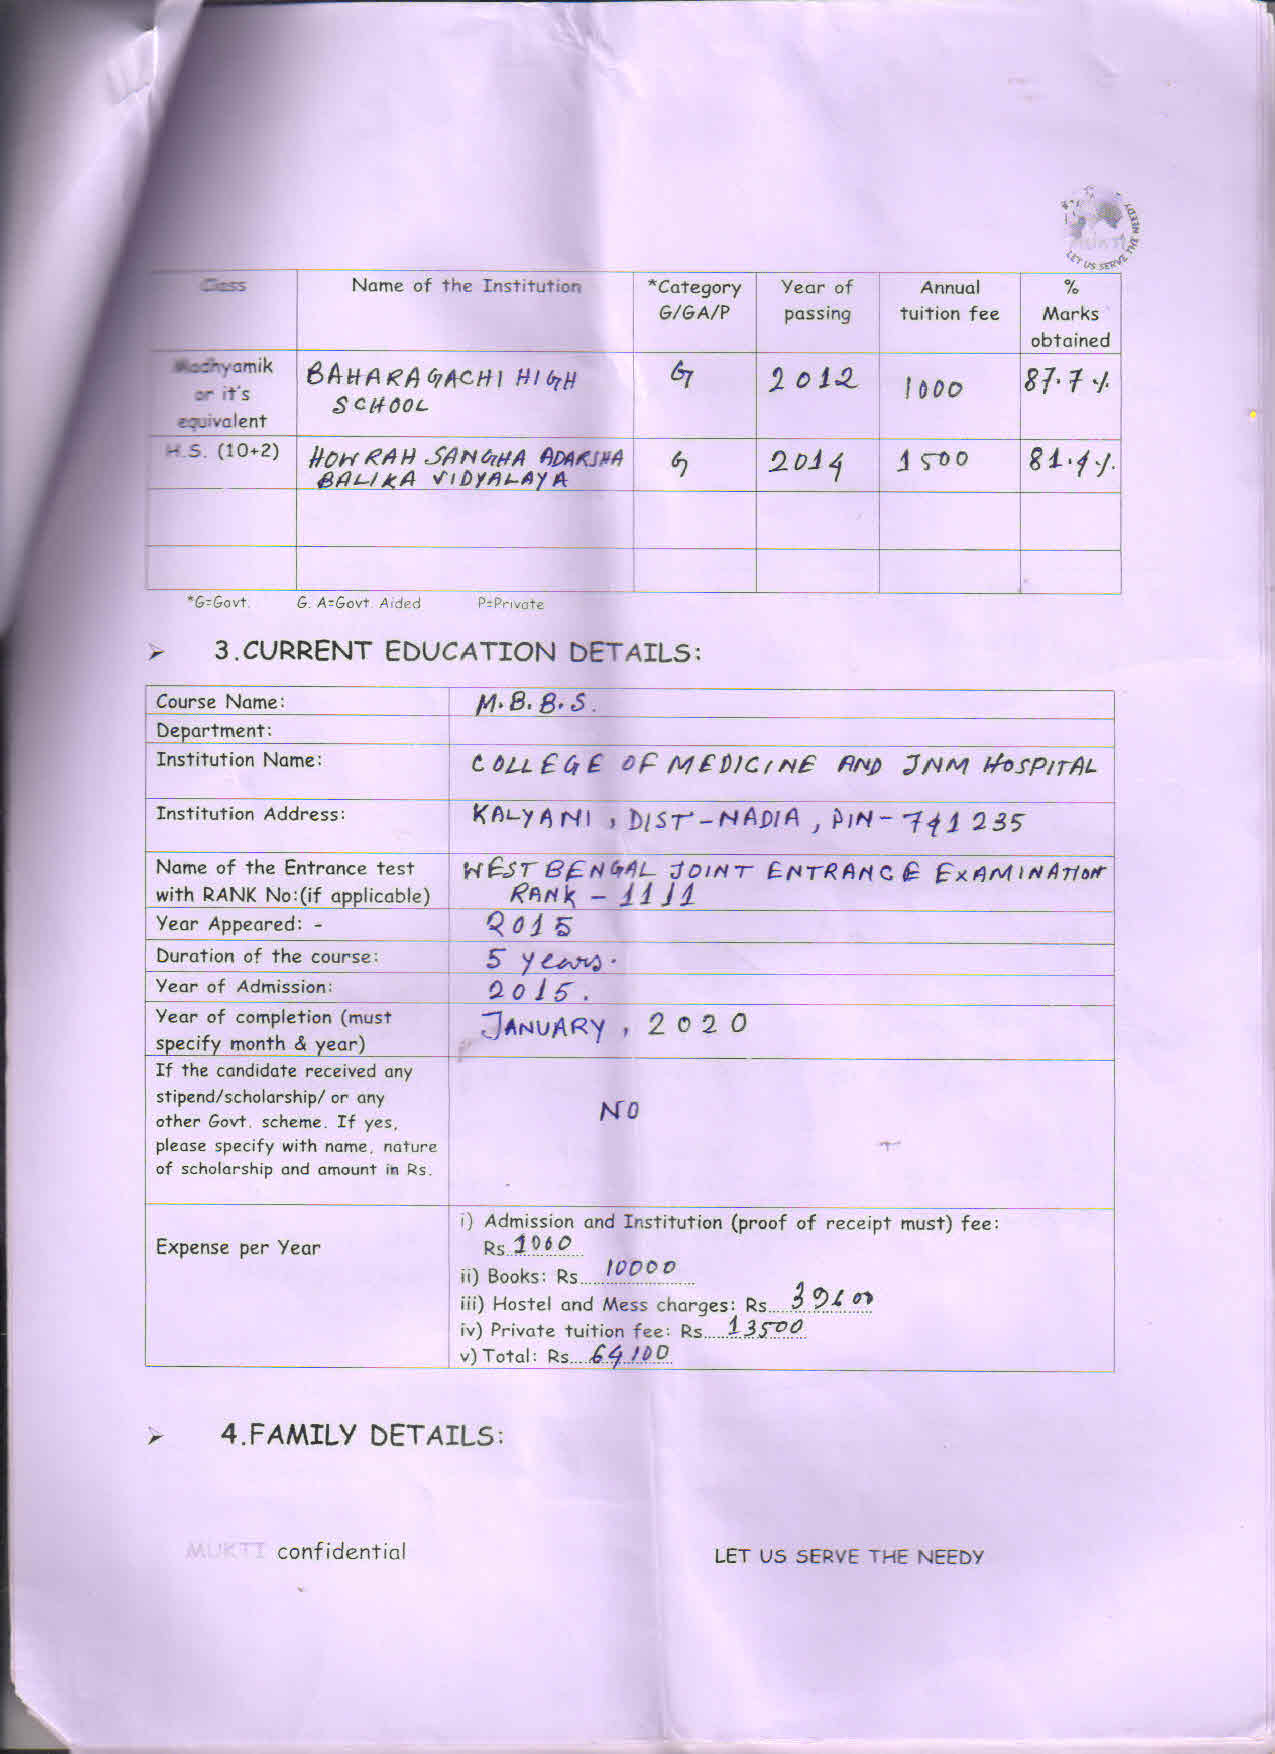 MUKTI
LET US SERVE THE NEEDY
Class Name of the Institution *Category G/GA/P Year of passing Annual tuition fee % Marks obtained
Madhyamik or it's equivalent BAHARAGACHI HIGH SCHOOL G 2012 1000 87.7%
H.S. (10+2) HOWRAH SANGHA ADARSHA BALIKA VIDYALAYA G 2014 1500 81.4%
*G=Govt. G. A=Govt. Aided P=Private
➢ 3.CURRENT EDUCATION DETAILS:
Course Name: M.B.B.S.
Department:
Institution Name: COLLEGE OF MEDICINE AND JNM HOSPITAL
Institution Address: KALYANI, DIST-NADIA, PIN-741235
Name of the Entrance test WEST BENGAL JOINT ENTRANCE EXAMINATION
with RANK No:(if applicable) RANK - 1111
Year Appeared: - 2015
Duration of the course: 5 years.
Year of Admission: 2015.
Year of completion (must JANUARY, 2020
specify month & year)
If the candidate received any
stipend/scholarship/ or any
other Govt. scheme. If yes, NO
please specify with name, nature
of scholarship and amount in Rs.
Expense per Year
i) Admission and Institution (proof of receipt must) fee:
Rs..1000
ii) Books: Rs....10000
iii) Hostel and Mess charges: Rs....39600
iv) Private tuition fee: Rs.....13500
v) Total: Rs....64100
➢ 4.FAMILY DETAILS:
MUKTI confidential LET US SERVE THE NEEDY